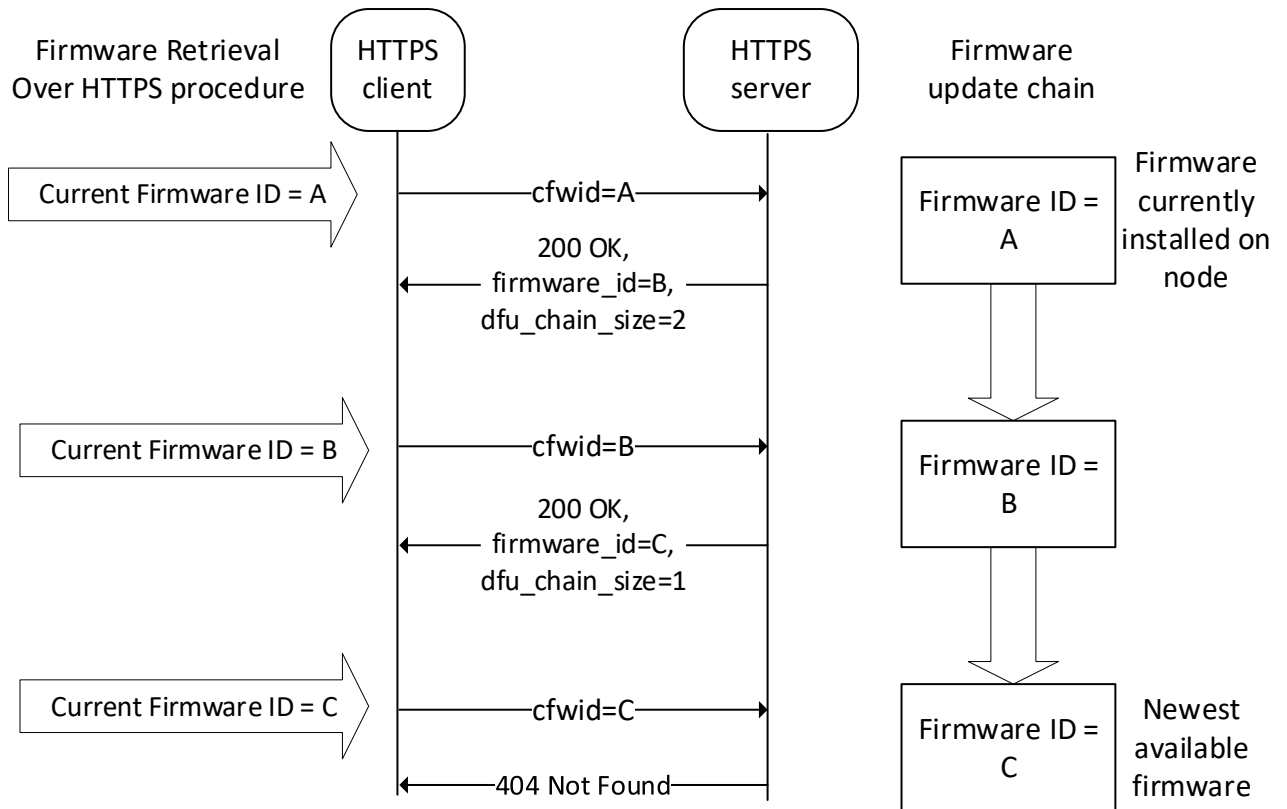 Firmware Retrieval
Over HTTPS procedure
HTTPS
client
HTTPS
server
Firmware
update chain
Current Firmware ID = A
cfwid=A
200 OK,
firmware_id=B,
dfu_chain_size=2
Firmware ID =
A
Firmware
currently
installed on
node
Current Firmware ID = B
cfwid=B
200 OK,
firmware_id=C,
dfu_chain_size=1
Firmware ID =
B
Current Firmware ID = C
cfwid=C
404 Not Found
Firmware ID =
C
Newest
available
firmware